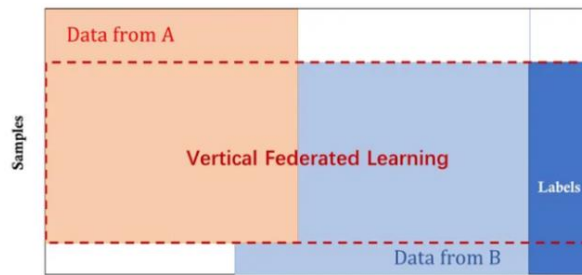 Data from A
Samples
Vertical Federated Learning
Labels
Data from B